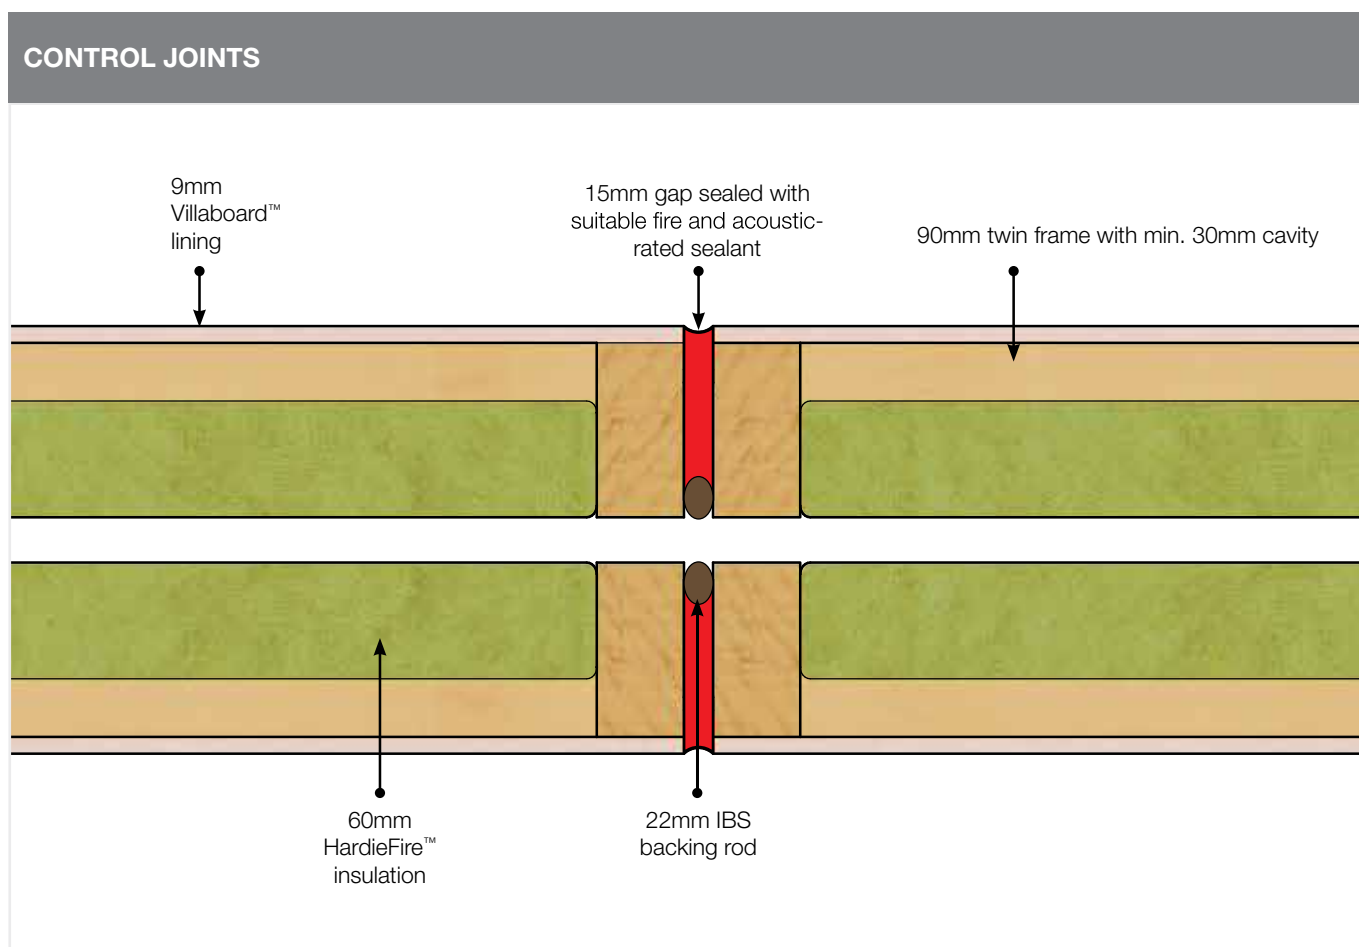 CONTROL JOINTS
9mm
Villaboard™
lining
15mm gap sealed with
suitable fire and acoustic-
rated sealant
90mm twin frame with min. 30mm cavity
60mm
HardieFire™
insulation
22mm IBS
backing rod